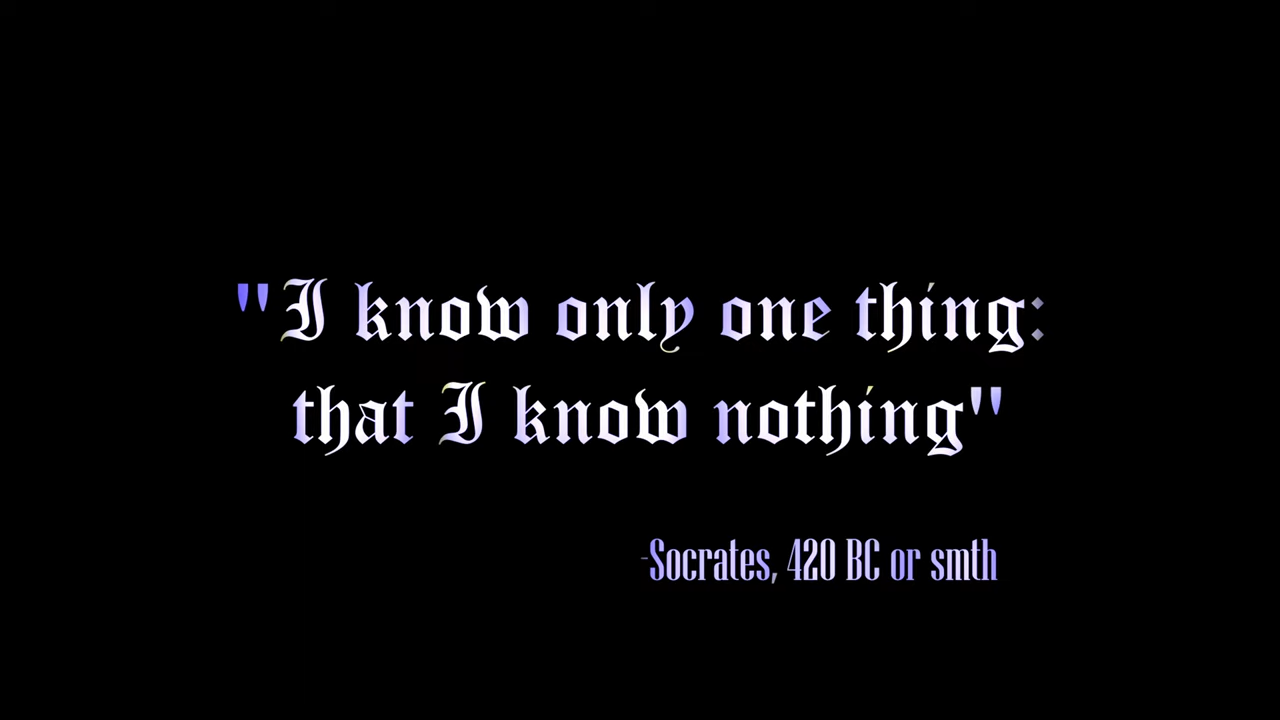 "I know only one thing:
that I know nothing"
-Socrates, 420 BC or smth